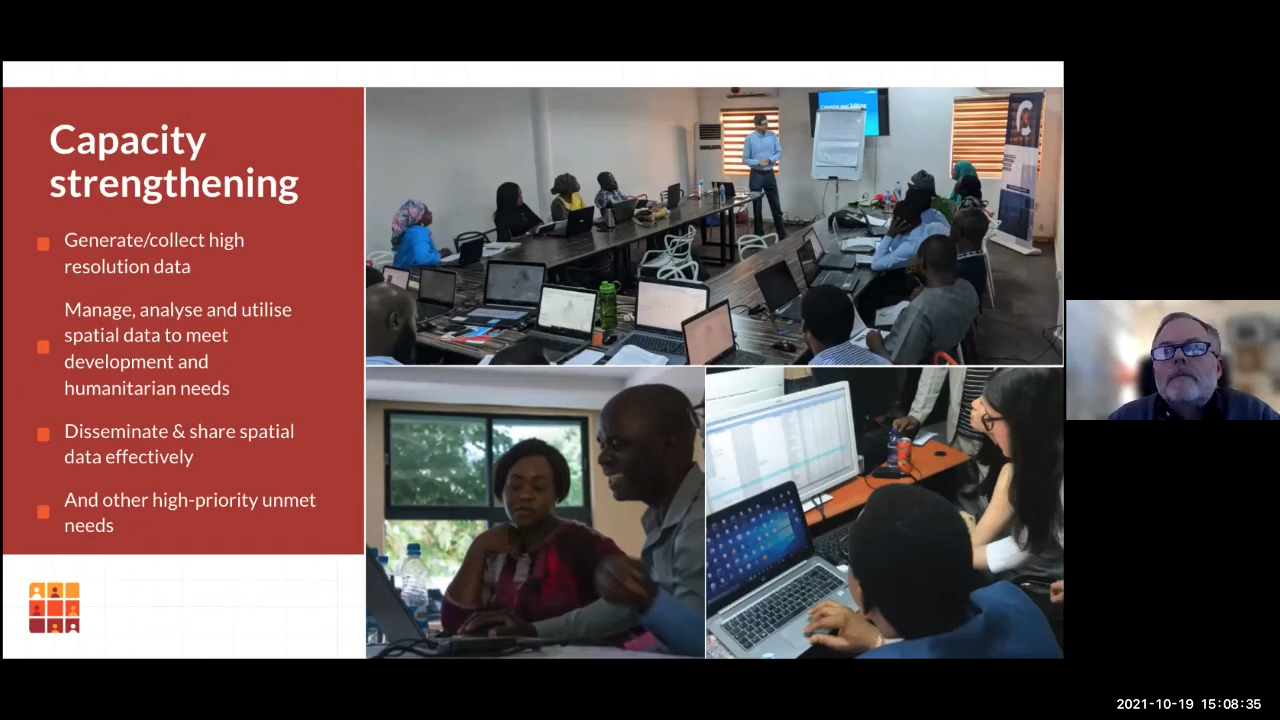 Capacity
strengthening
Generate/collect high
resolution data
Manage, analyse and utilise
spatial data to meet
development and
humanitarian needs
Disseminate & share spatial
data effectively
And other high-priority unmet
needs
2021-10-19 15:08:35